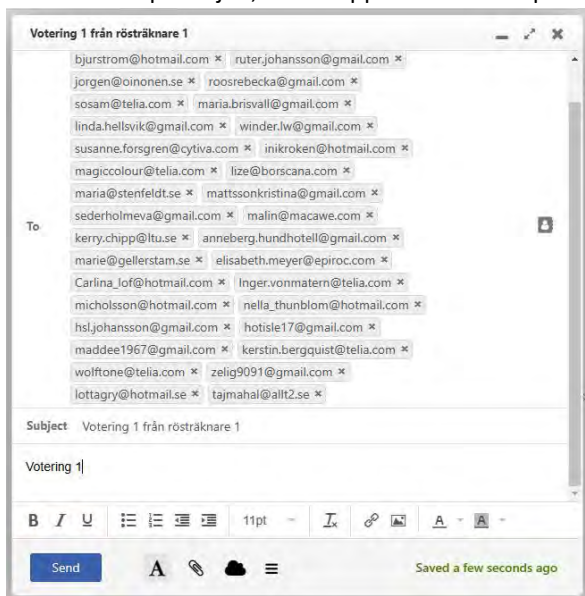 Votering 1 från rösträknare 1
bjurstrom@hotmail.com × ruter.johansson@gmail.com ×
jorgen@oinonen.se × roosrebecka@gmail.com ×
sosam@telia.com × maria.brisvall@gmail.com ×
linda.hellsvik@gmail.com × winder.lw@gmail.com ×
susanne.forsgren@cytiva.com × inikroken@hotmail.com ×
magiccolour@telia.com × lize@borscana.com ×
maria@stenfeldt.se × mattssonkristina@gmail.com ×
sederholmeva@gmail.com × malin@macawe.com ×
To
kerry.chipp@ltu.se × anneberg.hundhotell@gmail.com ×
marie@gellerstam.se × elisabeth.meyer@epiroc.com ×
Carlina_lof@hotmail.com × Inger.vonmatern@telia.com ×
micholsson@hotmail.com × nella_thunblom@hotmail.com ×
hsl.johansson@gmail.com × hotisle17@gmail.com ×
maddee1967@gmail.com × kerstin.bergquist@telia.com ×
wolftone@telia.com × zelig9091@gmail.com ×
lottagry@hotmail.se × tajmahal@allt2.se ×
Subject Votering 1 från rösträknare 1
Votering 1
B I U 11pt Tx A A
Send A Saved a few seconds ago